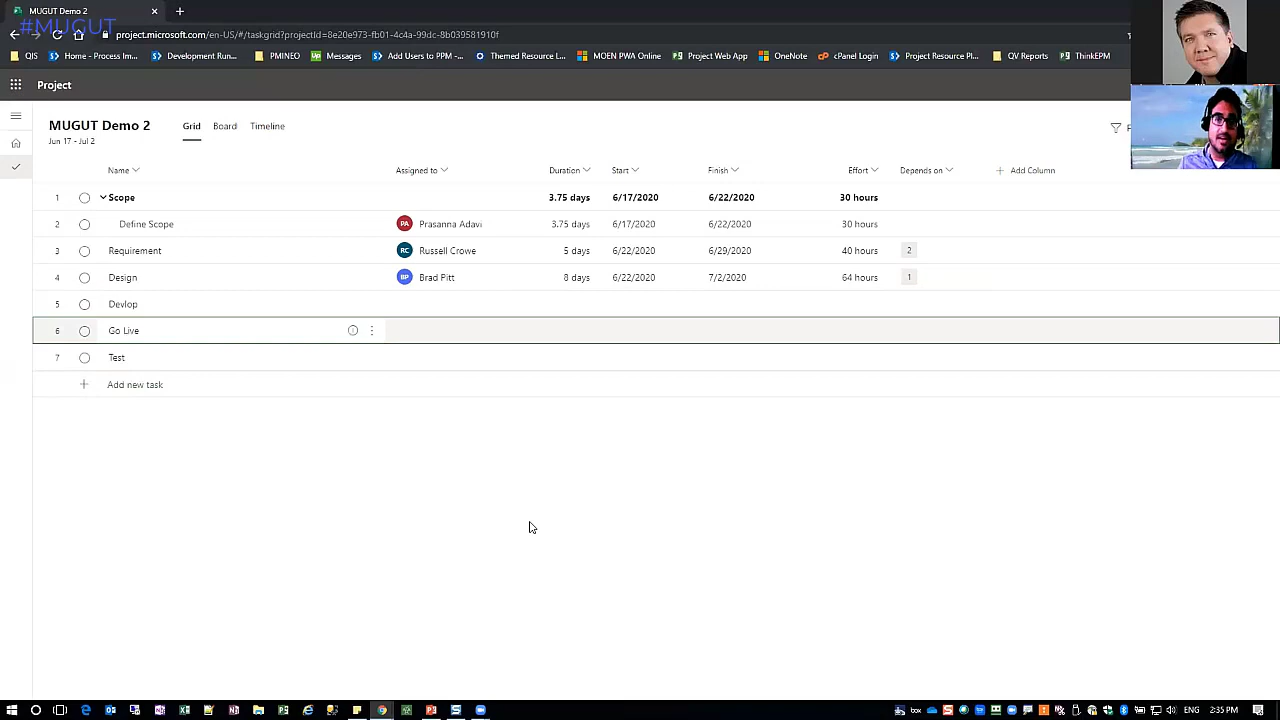 MUGUT Demo 2
#MUGUT
project.microsoft.com/en-US/#/taskgrid?projectId=8e20e973-fb01-4c4a-99dc-8b039581910f
QIS Home - Process Im... Development Run... PMINEO Messages Add Users to PPM -... Themed Resource L... MOEN PWA Online Project Web App OneNote cPanel Login Project Resource Pl... QV Reports ThinkEPM
Project
MUGUT Demo 2 Grid Board Timeline
Jun 17 - Jul 2
Name Assigned to Duration Start Finish Effort Depends on Add Column
1 Scope 3.75 days 6/17/2020 6/22/2020 30 hours
2 Define Scope PA Prasanna Adavi 3.75 days 6/17/2020 6/22/2020 30 hours
3 Requirement RC Russell Crowe 5 days 6/22/2020 6/29/2020 40 hours 2
4 Design BP Brad Pitt 8 days 6/22/2020 7/2/2020 64 hours 1
5 Devlop
6 Go Live
7 Test
Add new task
ENG 2:35 PM